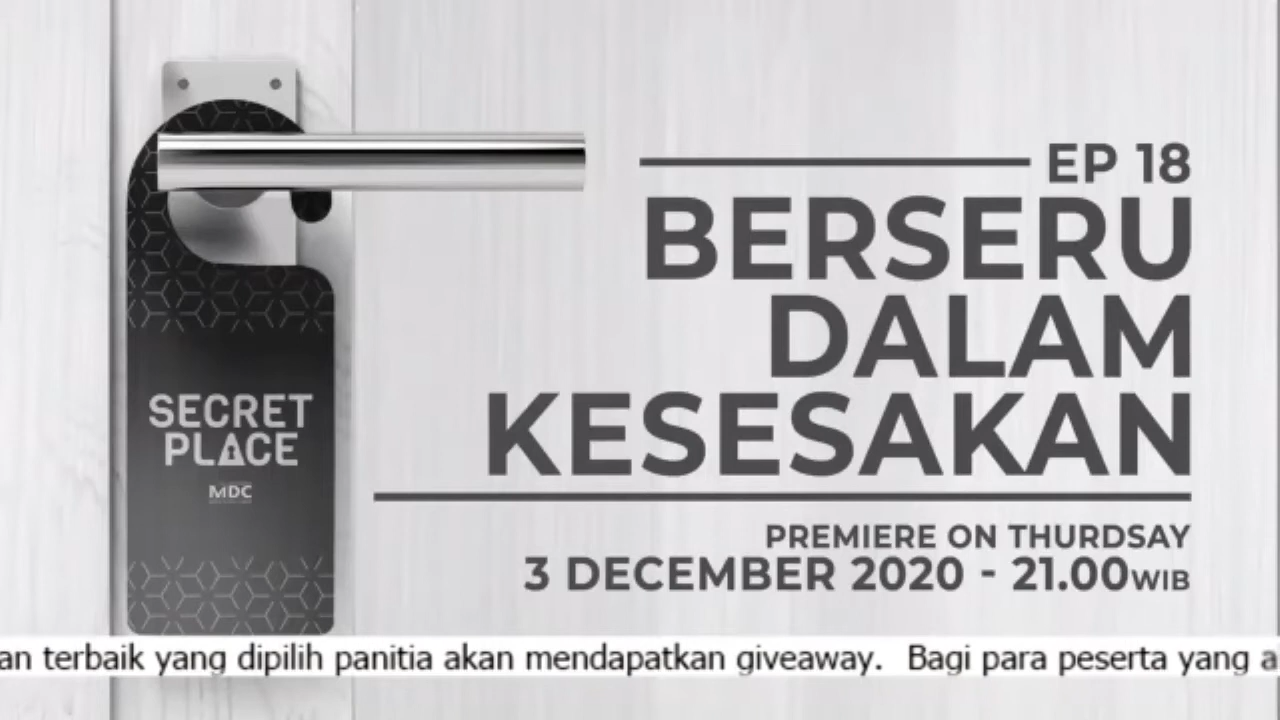 EP 18
BERSERU
DALAM
KESESAKAN
PREMIERE ON THURDSAY
3 DECEMBER 2020 - 21.00WIB
SECRET
PLACE
MDC
an terbaik yang dipilih panitia akan mendapatkan giveaway. Bagi para peserta yang a